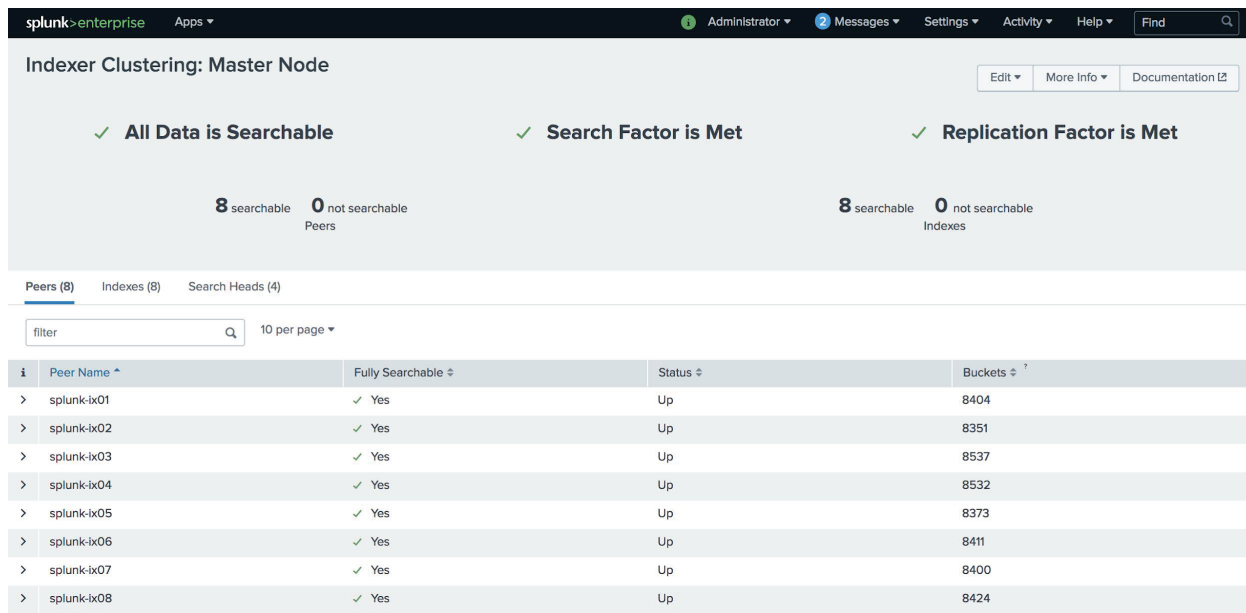 splunk>enterprise Apps i Administrator 2 Messages Settings Activity Help Find
Indexer Clustering: Master Node
Edit More Info Documentation
All Data is Searchable Search Factor is Met Replication Factor is Met
8 searchable 0 not searchable 8 searchable 0 not searchable
Peers Indexes
Peers (8) Indexes (8) Search Heads (4)
filter 10 per page
i Peer Name Fully Searchable Status Buckets ?
splunk-ix01 Yes Up 8404
splunk-ix02 Yes Up 8351
splunk-ix03 Yes Up 8537
splunk-ix04 Yes Up 8532
splunk-ix05 Yes Up 8373
splunk-ix06 Yes Up 8411
splunk-ix07 Yes Up 8400
splunk-ix08 Yes Up 8424